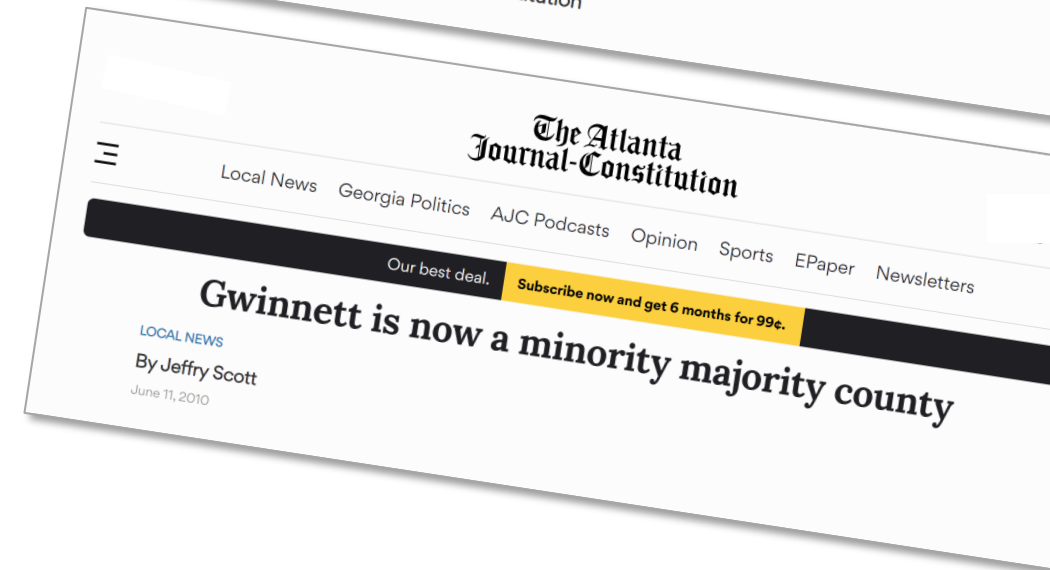 The Atlanta
Journal-Constitution
Local News Georgia Politics AJC Podcasts Opinion Sports EPaper Newsletters
Our best deal. Subscribe now and get 6 months for 99¢.
Gwinnett is now a minority majority county
LOCAL NEWS
By Jeffry Scott
June 11, 2010